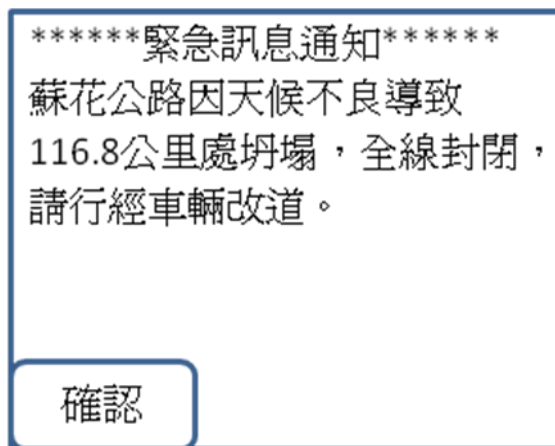 ******緊急訊息通知******
蘇花公路因天候不良導致
116.8公里處坍塌，全線封閉，
請行經車輛改道。
確認